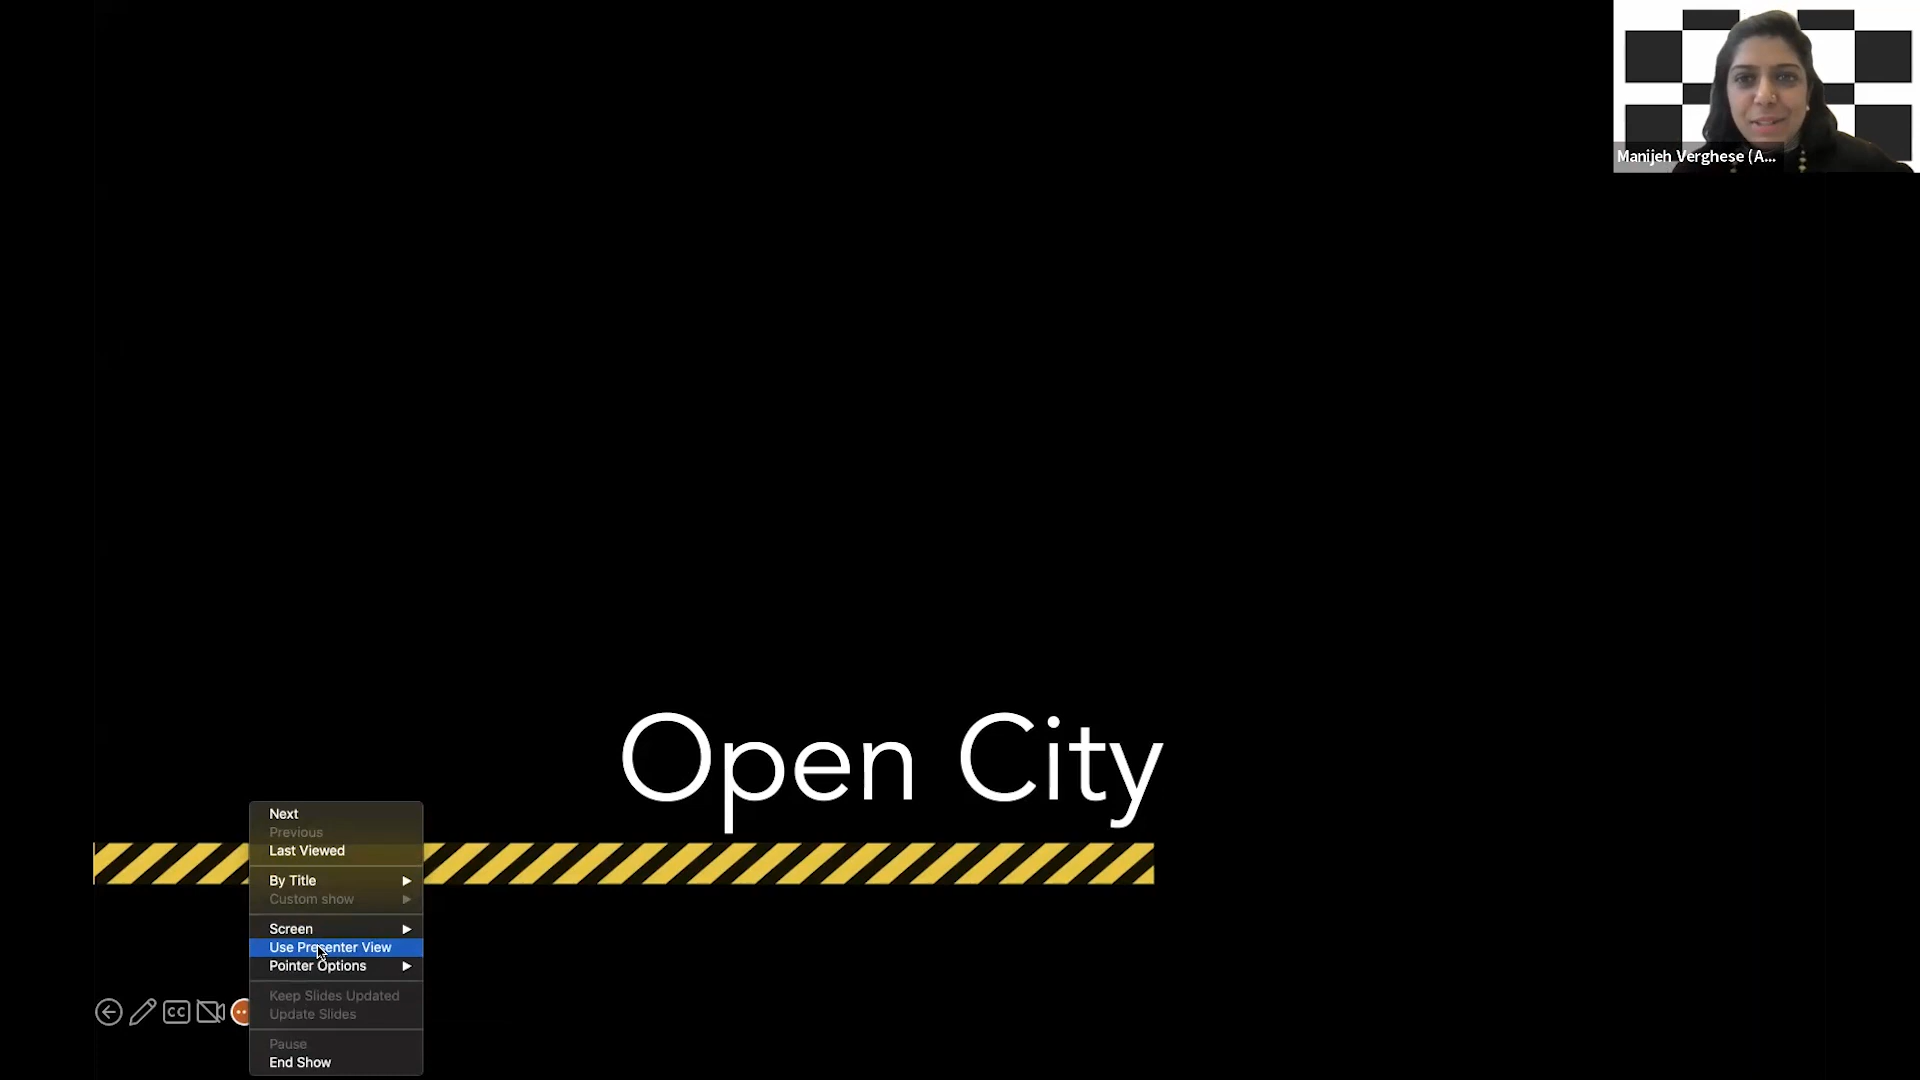 Manijeh Verghese (A...
Open City
Next
Previous
Last Viewed
By Title
Custom show
Screen
Use Presenter View
Pointer Options
Keep Slides Updated
Update Slides
Pause
End Show
CC